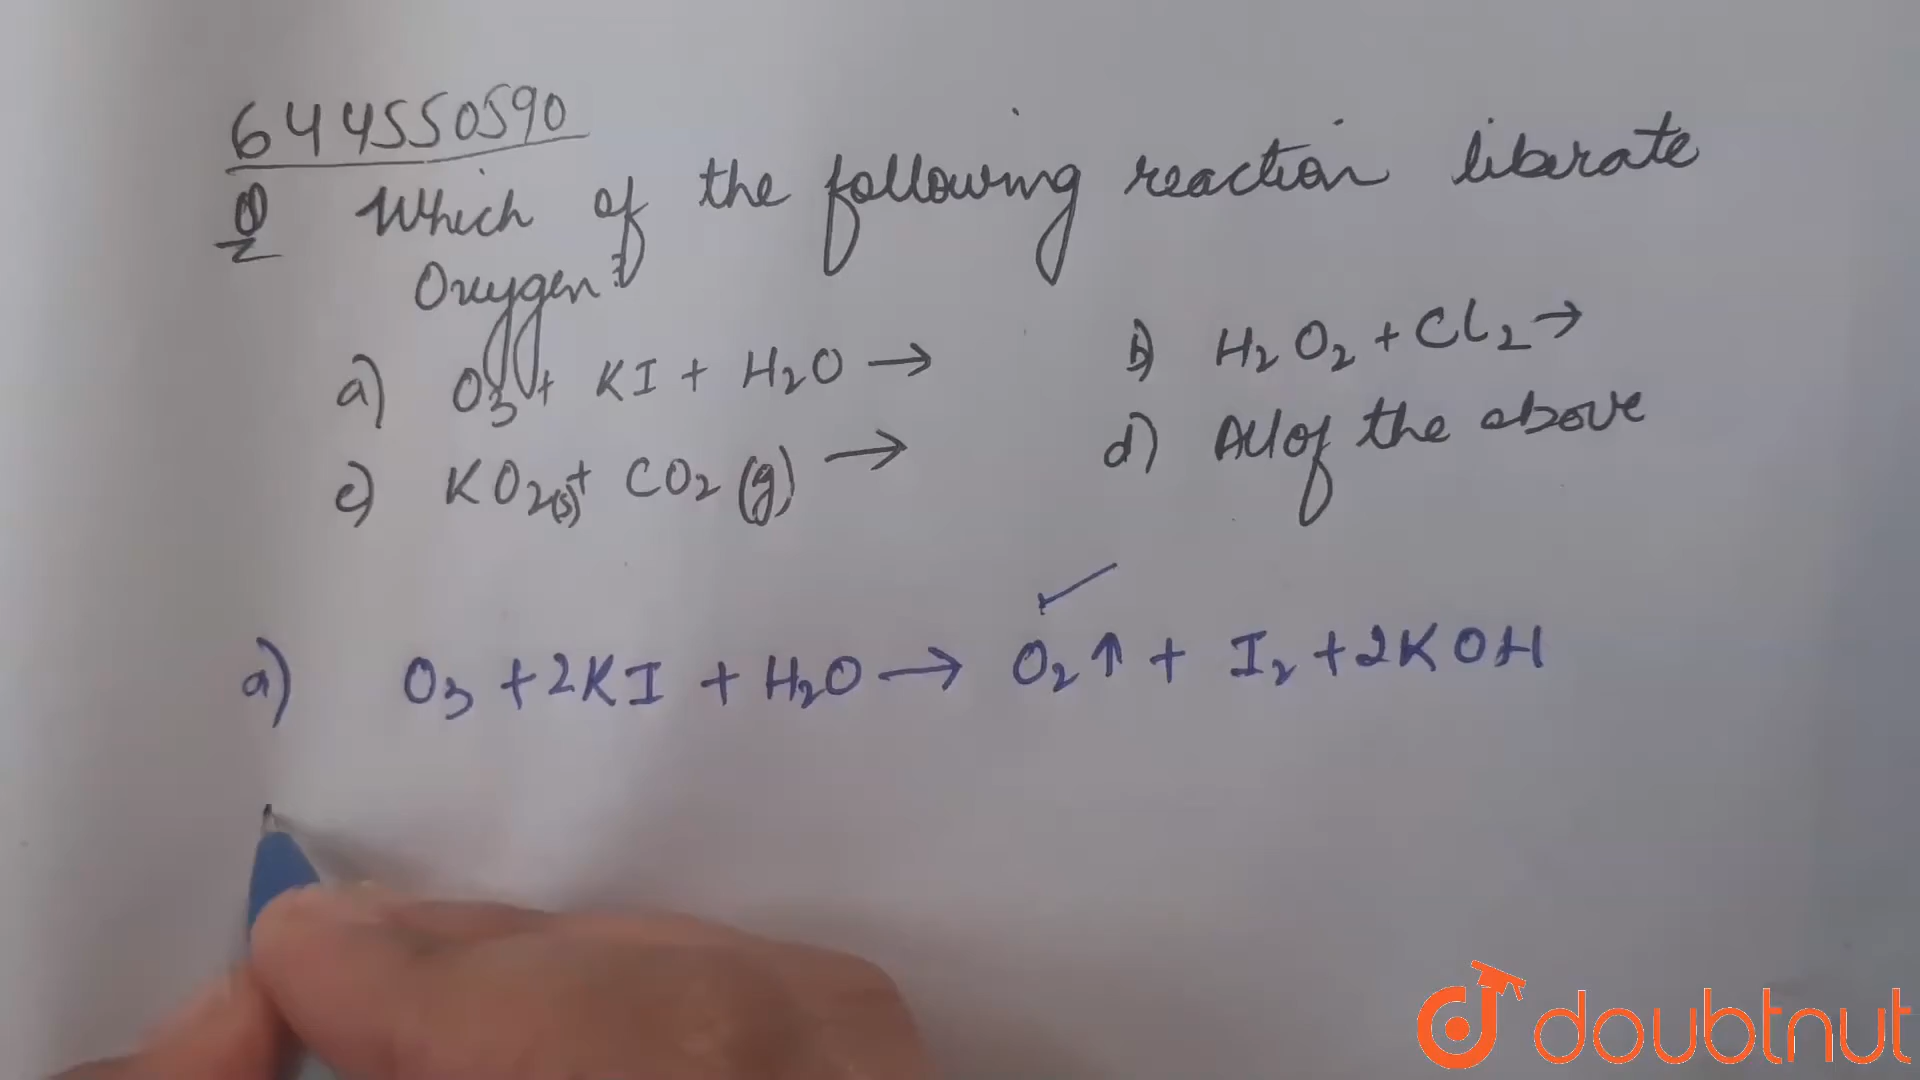 644550590
Q Which of the following reaction liberate
Oxygen?
a) O₃ + KI + H₂O → b) H₂O₂ + Cl₂ →
c) KO₂(s) + CO₂ (g) → d) All of the above
a) O₃ + 2KI + H₂O → O₂↑ + I₂ + 2KOH
doubtnut